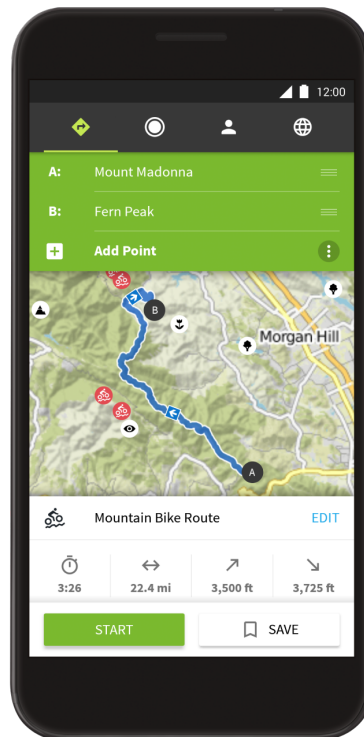 12:00
A: Mount Madonna
B: Fern Peak
Add Point
B
Morgan Hill
A
Mountain Bike Route EDIT
3:26 22.4 mi 3,500 ft 3,725 ft
START SAVE